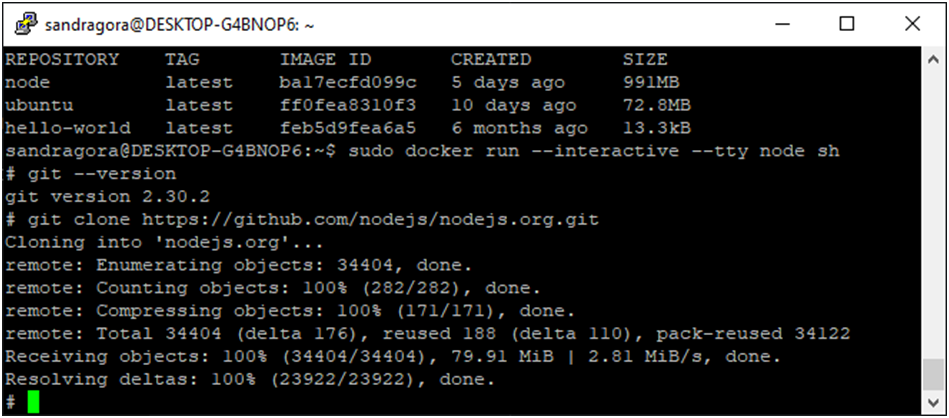 sandragora@DESKTOP-G4BNOP6: ~
REPOSITORY TAG IMAGE ID CREATED SIZE
node latest ba17ecfd099c 5 days ago 991MB
ubuntu latest ff0fea8310f3 10 days ago 72.8MB
hello-world latest feb5d9fea6a5 6 months ago 13.3kB
sandragora@DESKTOP-G4BNOP6:~$ sudo docker run --interactive --tty node sh
# git --version
git version 2.30.2
# git clone https://github.com/nodejs/nodejs.org.git
Cloning into 'nodejs.org'...
remote: Enumerating objects: 34404, done.
remote: Counting objects: 100% (282/282), done.
remote: Compressing objects: 100% (171/171), done.
remote: Total 34404 (delta 176), reused 188 (delta 110), pack-reused 34122
Receiving objects: 100% (34404/34404), 79.91 MiB | 2.81 MiB/s, done.
Resolving deltas: 100% (23922/23922), done.
#